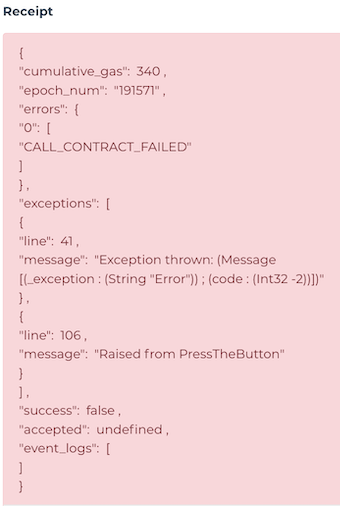 Receipt
{
"cumulative_gas": 340 ,
"epoch_num": "191571" ,
"errors": {
"0": [
"CALL_CONTRACT_FAILED"
]
} ,
"exceptions": [
{
"line": 41 ,
"message": "Exception thrown: (Message
[(_exception : (String "Error")) ; (code : (Int32 -2))])"
} ,
{
"line": 106 ,
"message": "Raised from PressTheButton"
}
] ,
"success": false ,
"accepted": undefined ,
"event_logs": [
]
}